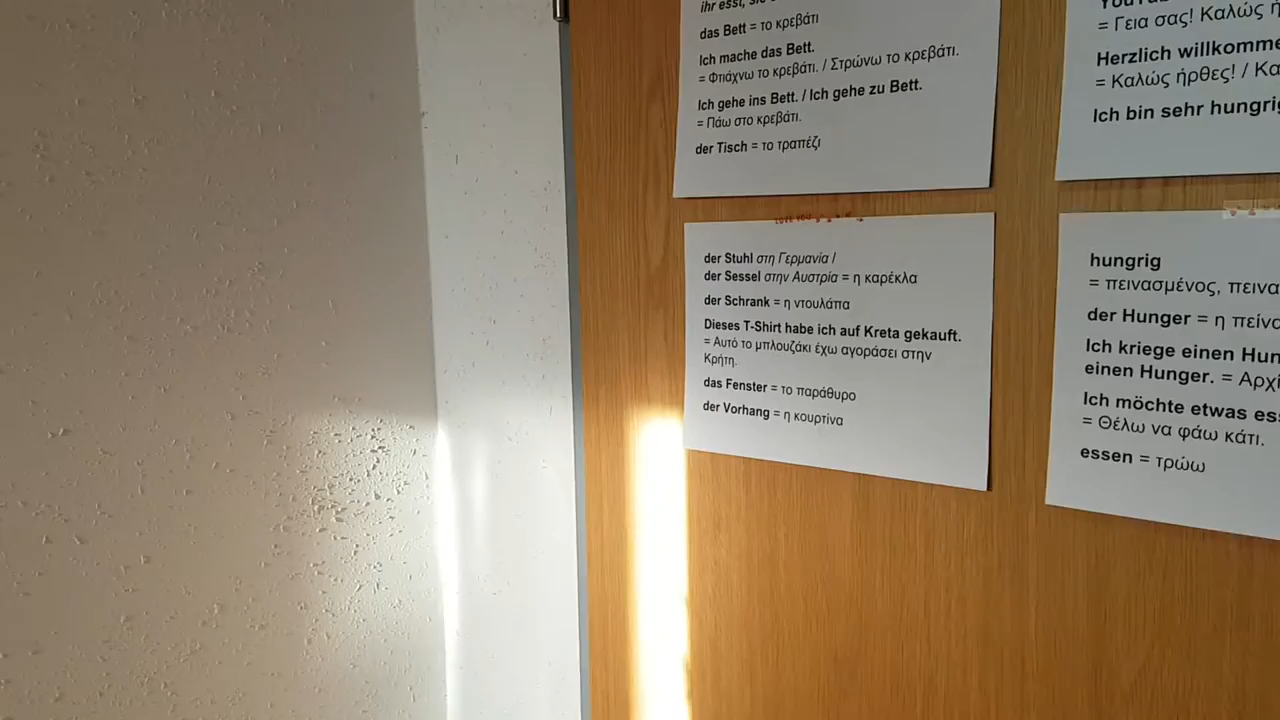 ihr esst,
das Bett = το κρεβάτι
Ich mache das Bett.
= Φτιάχνω το κρεβάτι. / Στρώνω το κρεβάτι.
Ich gehe ins Bett. / Ich gehe zu Bett.
= Πάω στο κρεβάτι.
der Tisch = το τραπέζι
= Γεια σας! Καλώς
Herzlich
= Καλώς ήρθες! /
Ich bin sehr
LOVE YOU
der Stuhl στη Γερμανία /
der Sessel στην Αυστρία = η καρέκλα
der Schrank = η ντουλάπα
Dieses T-Shirt habe ich auf Kreta gekauft.
= Αυτό το μπλουζάκι έχω αγοράσει στην
Κρήτη.
das Fenster = το παράθυρο
der Vorhang = η κουρτίνα
hungrig
= πεινασμένος,
der Hunger = η
Ich kriege einen
einen Hunger. =
Ich möchte etwas
= Θέλω να φάω κάτι.
essen = τρώω